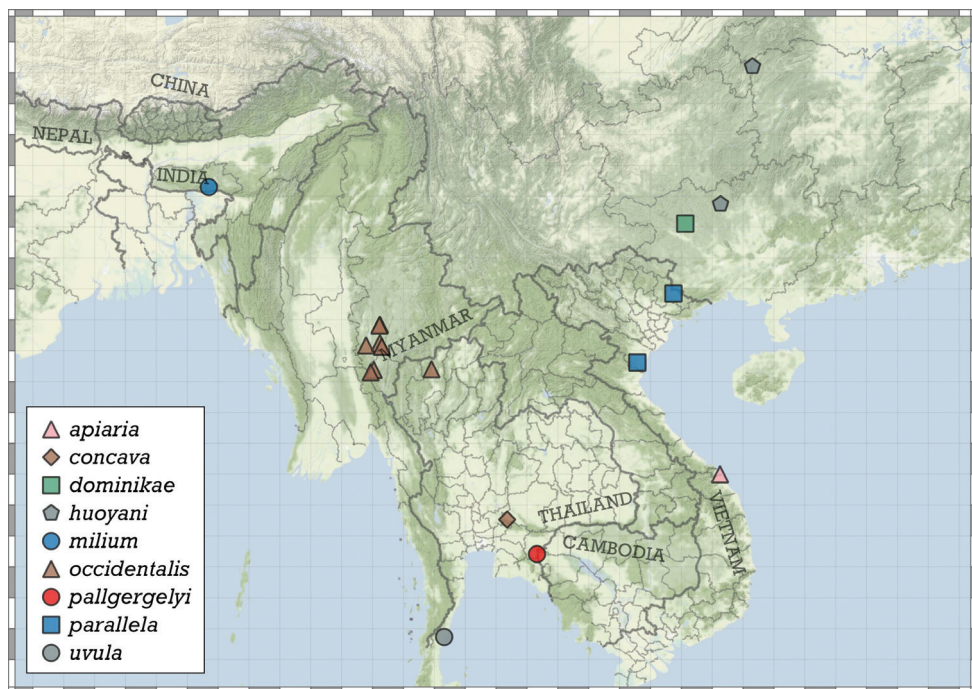 CHINA
NEPAL
INDIA
MYANMAR
THAILAND
CAMBODIA
VIETNAM
apiaria
concava
dominikae
huoyani
milium
occidentalis
pallgergelyi
parallela
uvula